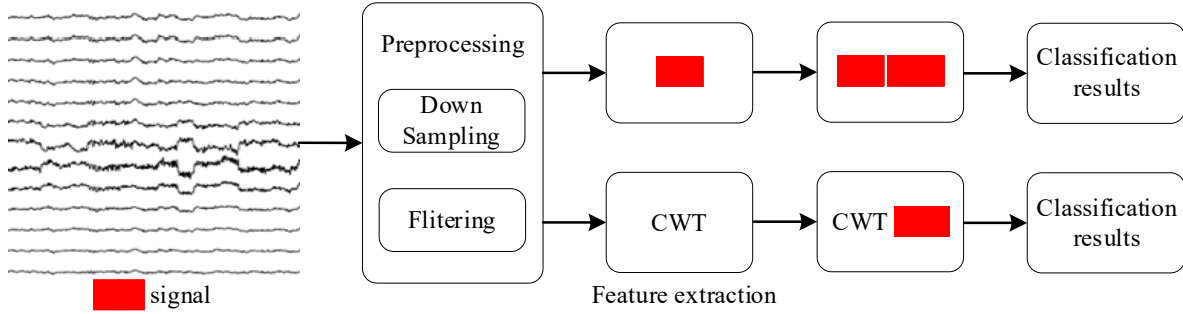 Preprocessing
Down
Sampling
Flitering
CWT
CWT
Classification
results
Classification
results
signal
Feature extraction